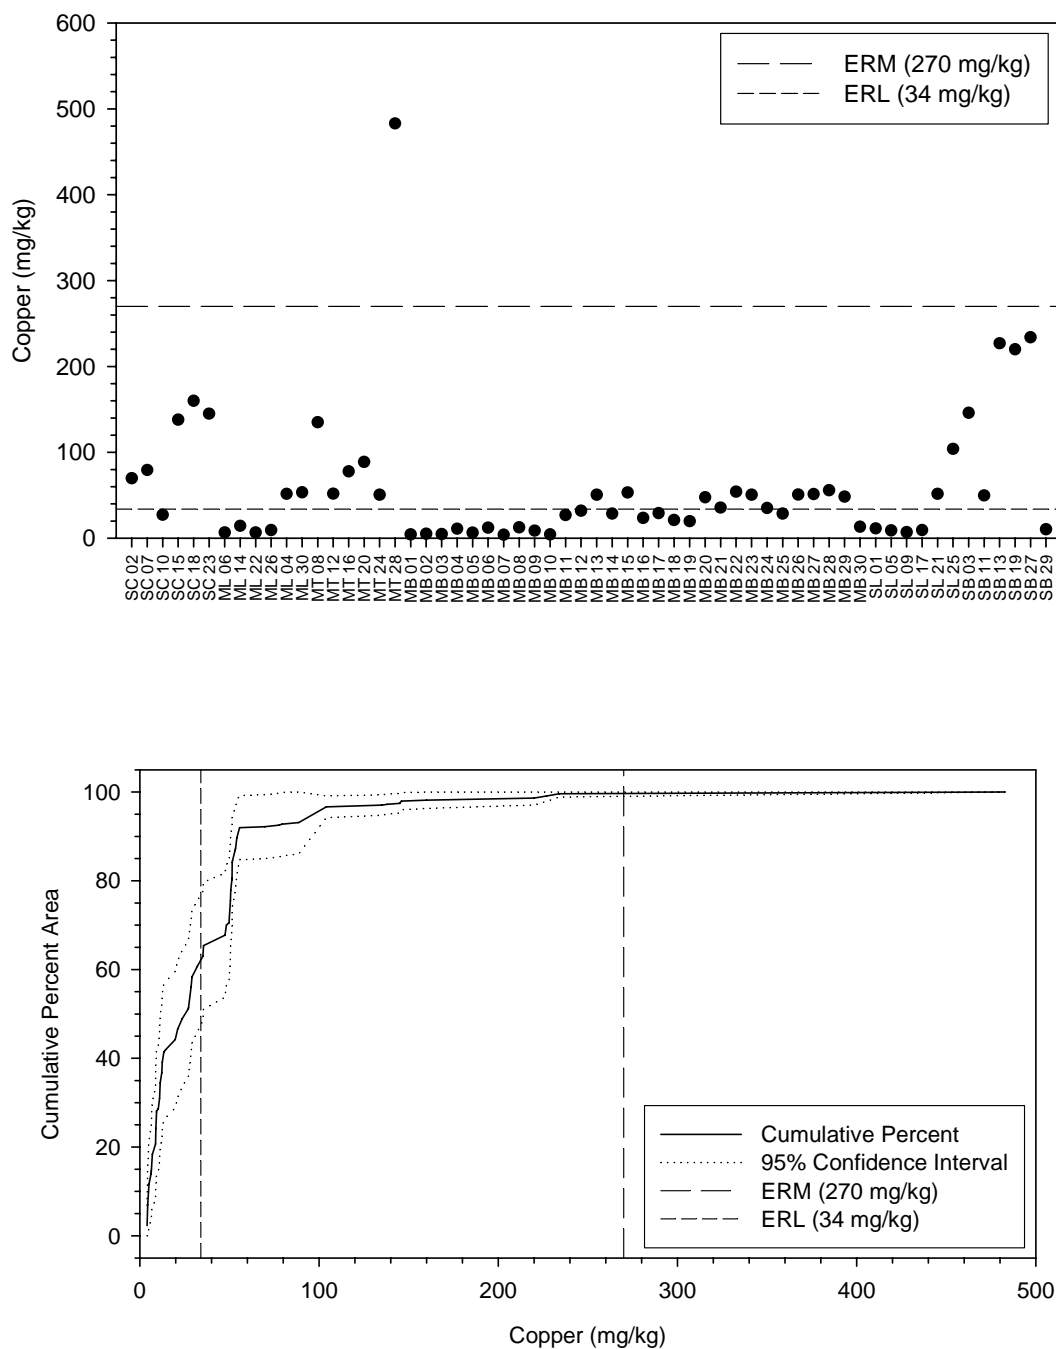 600
500
400
300
200
100
0
Copper (mg/kg)
ERM (270 mg/kg)
ERL (34 mg/kg)
SC 02
SC 07
SC 10
SC 15
SC 18
SC 23
ML 06
ML 14
ML 22
ML 26
ML 04
ML 30
MT 08
MT 12
MT 16
MT 20
MT 24
MT 28
MB 01
MB 02
MB 03
MB 04
MB 05
MB 06
MB 07
MB 08
MB 09
MB 10
MB 11
MB 12
MB 13
MB 14
MB 15
MB 16
MB 17
MB 18
MB 19
MB 20
MB 21
MB 22
MB 23
MB 24
MB 25
MB 26
MB 27
MB 28
MB 29
MB 30
SL 01
SL 05
SL 09
SL 17
SL 21
SL 25
SB 03
SB 11
SB 13
SB 19
SB 27
SB 29
100
80
60
40
20
0
Cumulative Percent Area
Cumulative Percent
95% Confidence Interval
ERM (270 mg/kg)
ERL (34 mg/kg)
0
100
200
300
400
500
Copper (mg/kg)